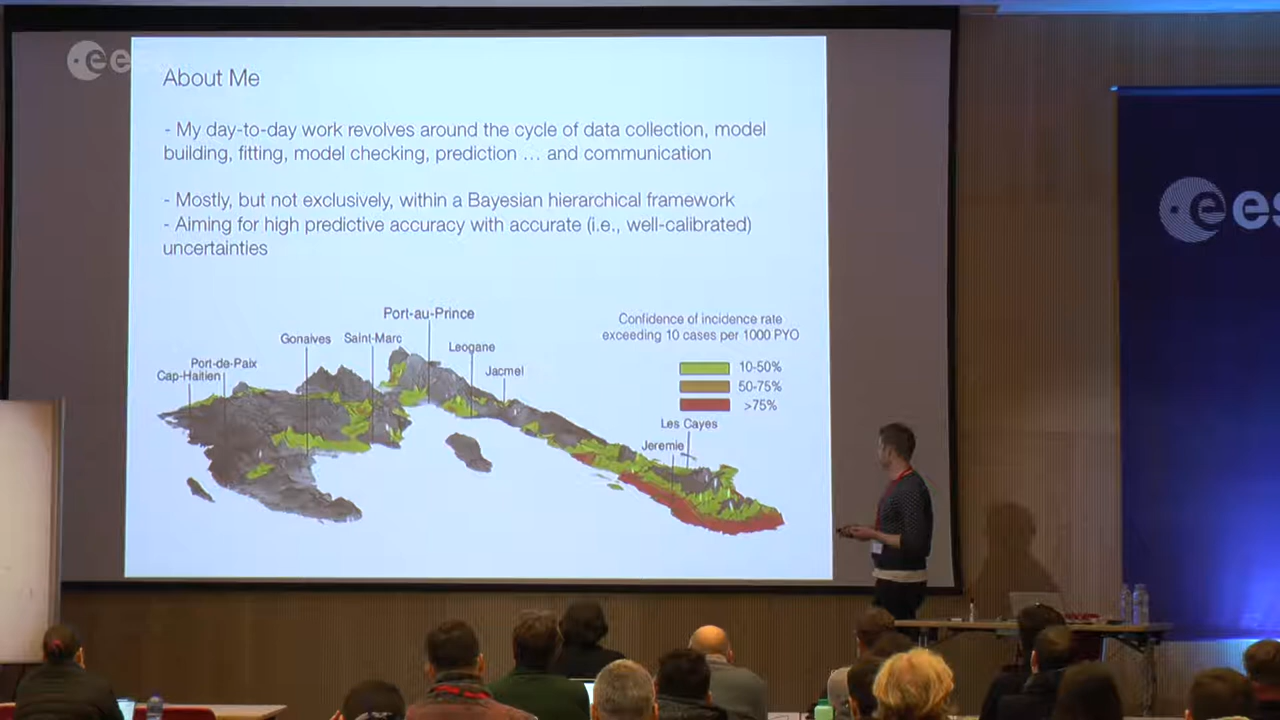 About Me
- My day-to-day work revolves around the cycle of data collection, model
building, fitting, model checking, prediction … and communication
- Mostly, but not exclusively, within a Bayesian hierarchical framework
- Aiming for high predictive accuracy with accurate (i.e., well-calibrated)
uncertainties
Port-au-Prince
Gonaives
Saint-Marc
Leogane
Port-de-Paix
Cap-Haitien
Jacmel
Confidence of incidence rate
exceeding 10 cases per 1000 PYO
10-50%
50-75%
>75%
Les Cayes
Jeremie
ee
es